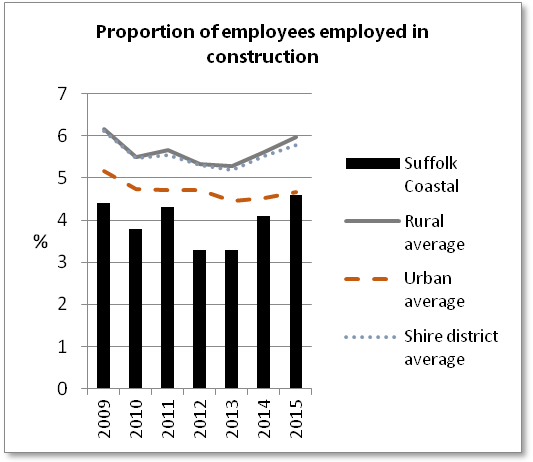 Proportion of employees employed in
construction
7
6
5
4
3
2
1
0
%
2009
2010
2011
2012
2013
2014
2015
Suffolk
Coastal
Rural
average
Urban
average
Shire district
average